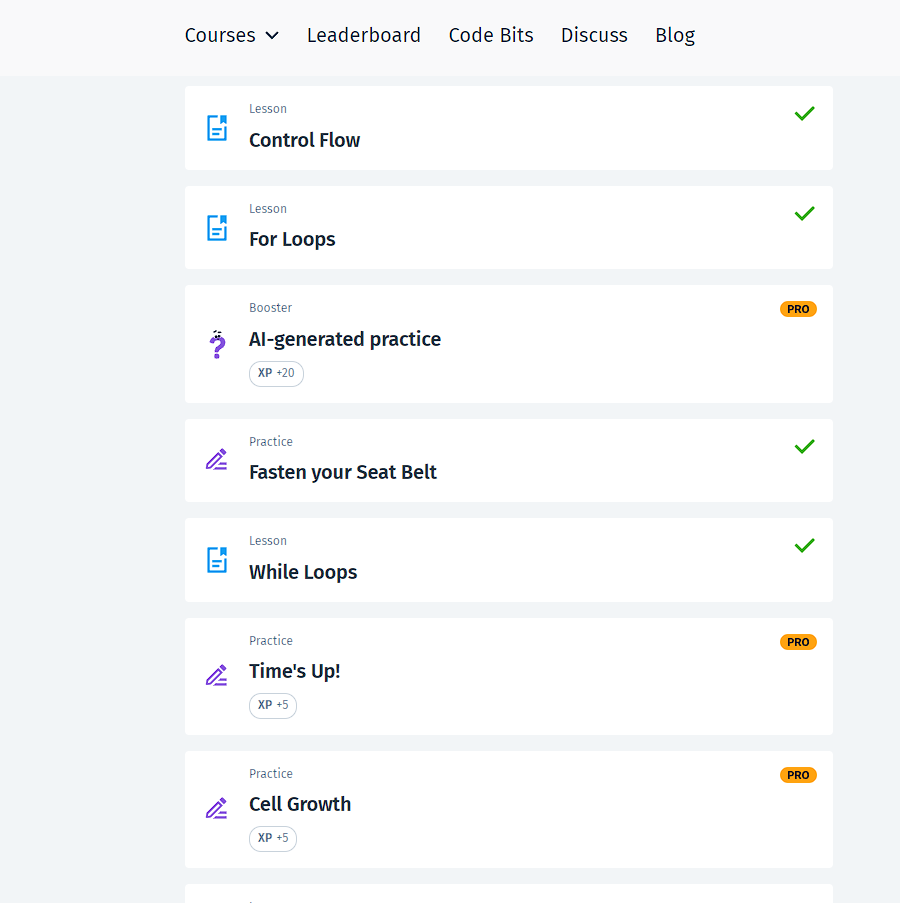 Courses Leaderboard Code Bits Discuss Blog
Lesson
Control Flow
Lesson
For Loops
Booster
PRO
AI-generated practice
XP +20
Practice
Fasten your Seat Belt
Lesson
While Loops
Practice
PRO
Time's Up!
XP +5
Practice
PRO
Cell Growth
XP +5